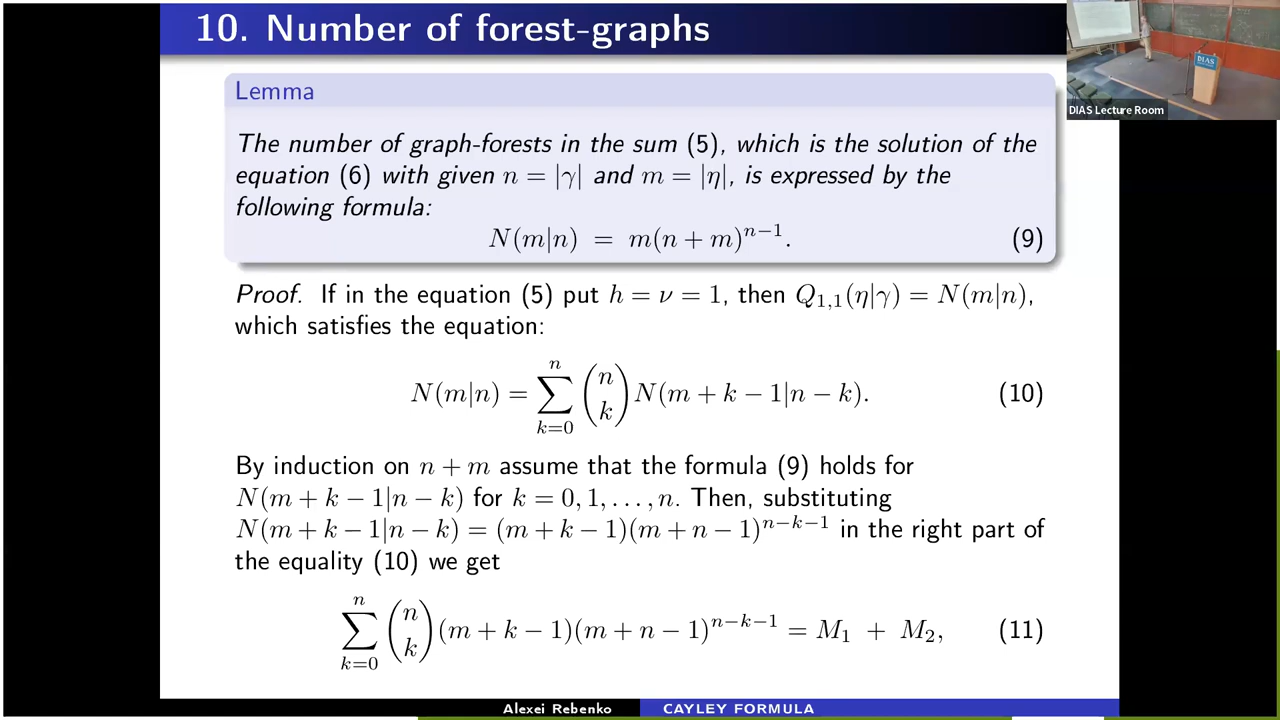 10. Number of forest-graphs
DIAS
DIAS Lecture Room
Lemma
The number of graph-forests in the sum (5), which is the solution of the
equation (6) with given n = |γ| and m = |η|, is expressed by the
following formula:
N(m|n) = m(n + m)^{n−1}. (9)
Proof. If in the equation (5) put h = ν = 1, then Q_{1,1}(η|γ) = N(m|n),
which satisfies the equation:
N(m|n) = \sum_{k=0}^{n} \binom{n}{k} N(m + k − 1|n − k). (10)
By induction on n + m assume that the formula (9) holds for
N(m + k − 1|n − k) for k = 0, 1, . . . , n. Then, substituting
N(m + k − 1|n − k) = (m + k − 1)(m + n − 1)^{n−k−1} in the right part of
the equality (10) we get
\sum_{k=0}^{n} \binom{n}{k} (m + k − 1)(m + n − 1)^{n−k−1} = M_1 + M_2, (11)
Alexei Rebenko CAYLEY FORMULA